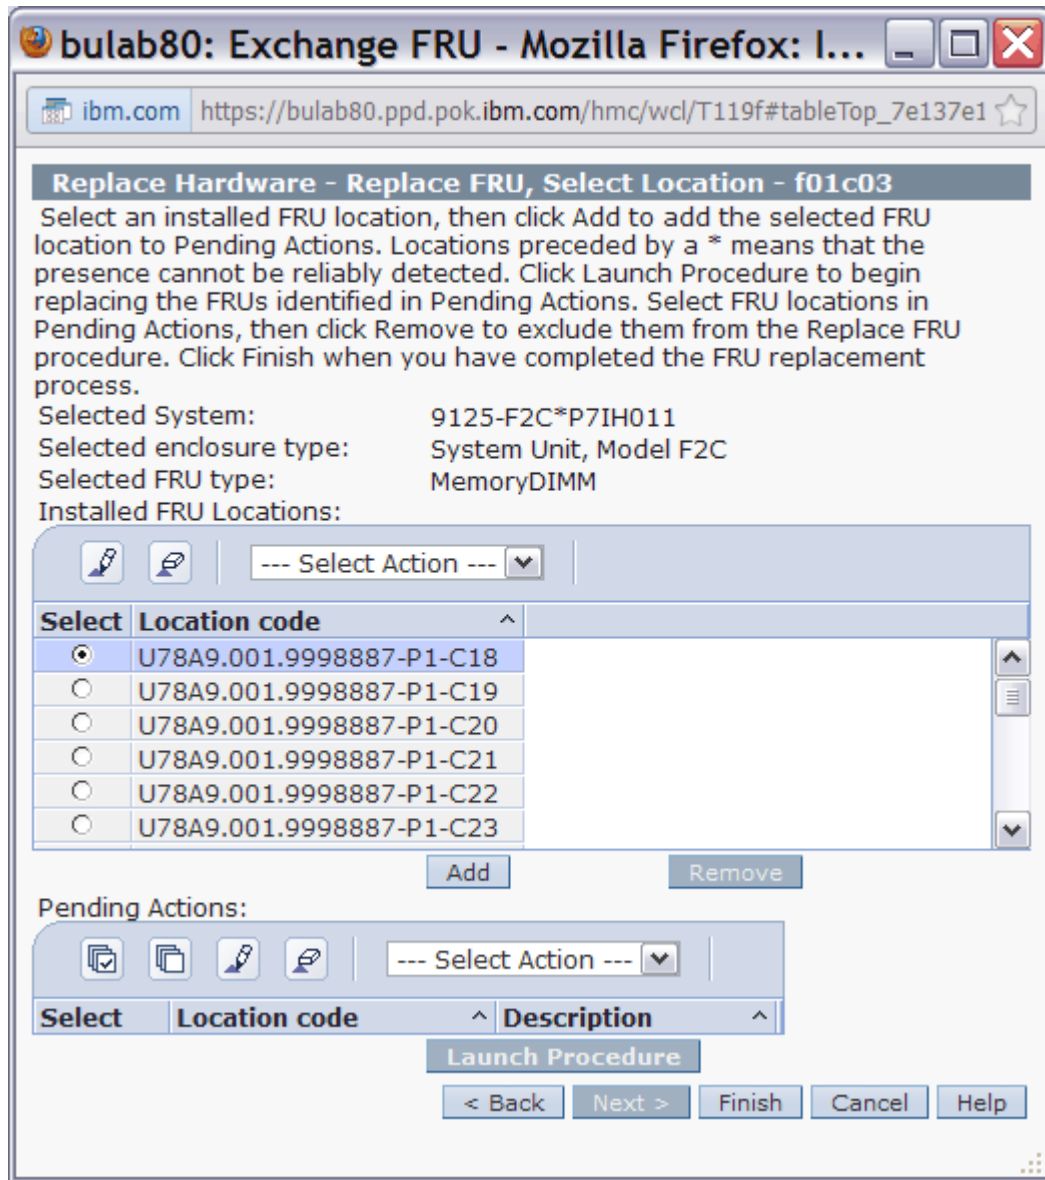 bulab80: Exchange FRU - Mozilla Firefox: I...
ibm.com https://bulab80.ppd.pok.ibm.com/hmc/wcl/T119f#tableTop_7e137e1
Replace Hardware - Replace FRU, Select Location - f01c03
Select an installed FRU location, then click Add to add the selected FRU
location to Pending Actions. Locations preceded by a * means that the
presence cannot be reliably detected. Click Launch Procedure to begin
replacing the FRUs identified in Pending Actions. Select FRU locations in
Pending Actions, then click Remove to exclude them from the Replace FRU
procedure. Click Finish when you have completed the FRU replacement
process.
Selected System: 9125-F2C*P7IH011
Selected enclosure type: System Unit, Model F2C
Selected FRU type: MemoryDIMM
Installed FRU Locations:
--- Select Action ---
Select Location code ^
U78A9.001.9998887-P1-C18
U78A9.001.9998887-P1-C19
U78A9.001.9998887-P1-C20
U78A9.001.9998887-P1-C21
U78A9.001.9998887-P1-C22
U78A9.001.9998887-P1-C23
Add Remove
Pending Actions:
--- Select Action ---
Select Location code ^ Description ^
Launch Procedure
< Back Next > Finish Cancel Help